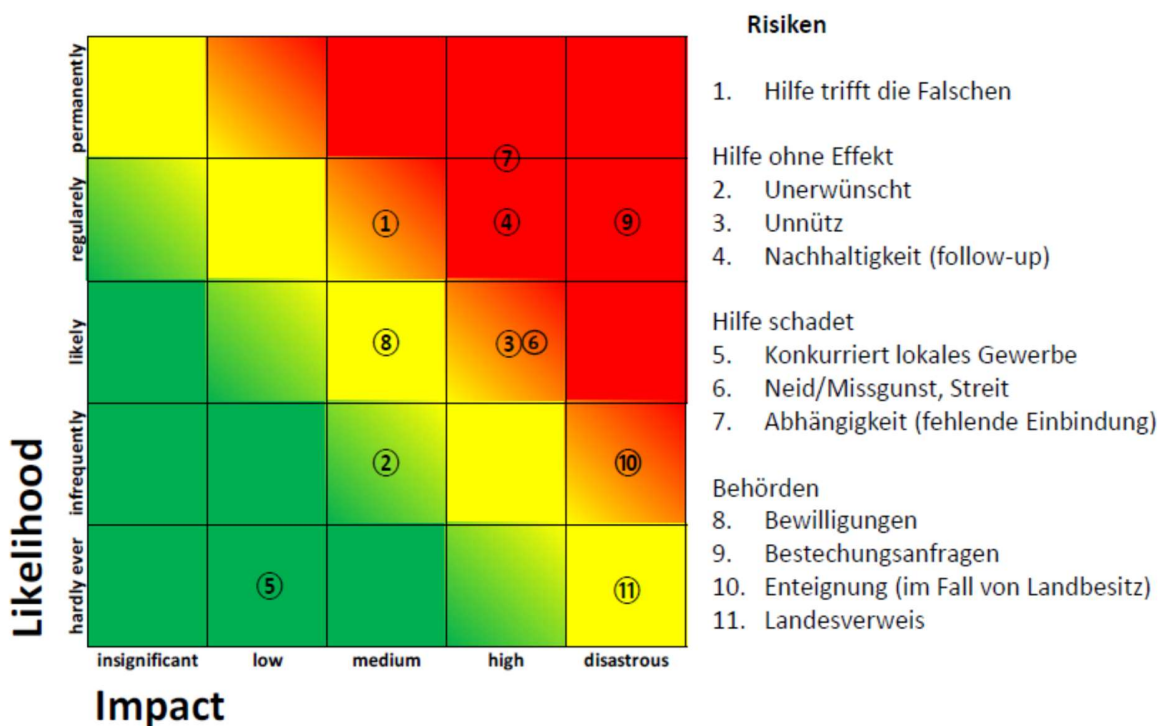 Likelihood
permanently
regularely
likely
infrequently
hardly ever
⑦
①
④
⑨
⑧
③⑥
②
⑩
⑤
⑪
insignificant
low
medium
high
disastrous
Impact
Risiken
1. Hilfe trifft die Falschen
Hilfe ohne Effekt
2. Unerwünscht
3. Unnütz
4. Nachhaltigkeit (follow-up)
Hilfe schadet
5. Konkurriert lokales Gewerbe
6. Neid/Missgunst, Streit
7. Abhängigkeit (fehlende Einbindung)
Behörden
8. Bewilligungen
9. Bestechungsanfragen
10. Enteignung (im Fall von Landbesitz)
11. Landesverweis